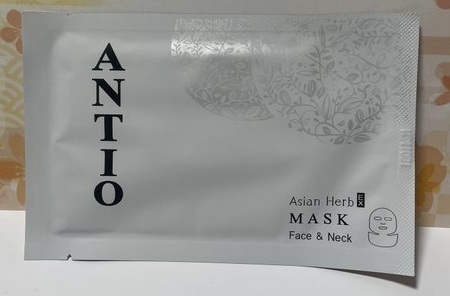 ANTIO
Asian Herb
MASK
Face & Neck